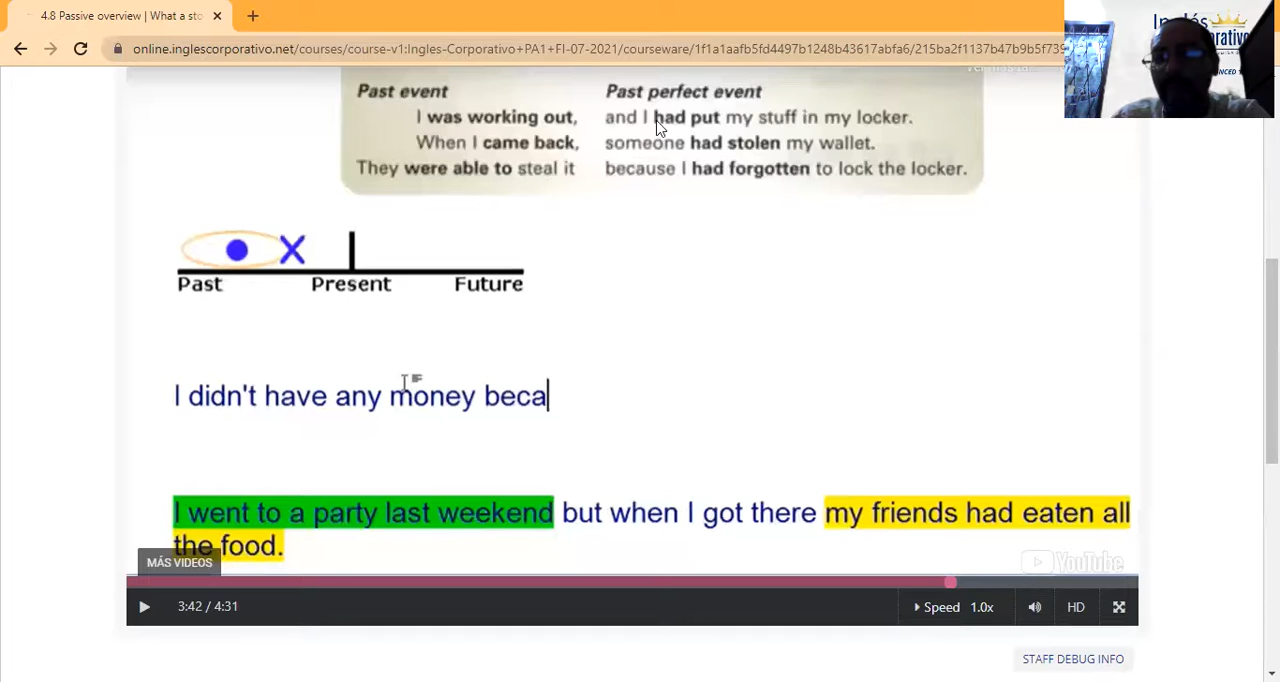 4.8 Passive overview | What a sto
online.inglescorporativo.net/courses/course-v1:Ingles-Corporativo+PA1+FI-07-2021/courseware/1f1a1aafb5fd4497b1248b43617abfa6/215ba2f1137b47b9b5f739
Inglés
orativo
NCED 1
Past event Past perfect event
I was working out, and I had put my stuff in my locker.
When I came back, someone had stolen my wallet.
They were able to steal it because I had forgotten to lock the locker.
Past Present Future
I didn't have any money beca
I went to a party last weekend but when I got there my friends had eaten all
the food.
MÁS VIDEOS
YouTube
3:42 / 4:31 Speed 1.0x HD
STAFF DEBUG INFO